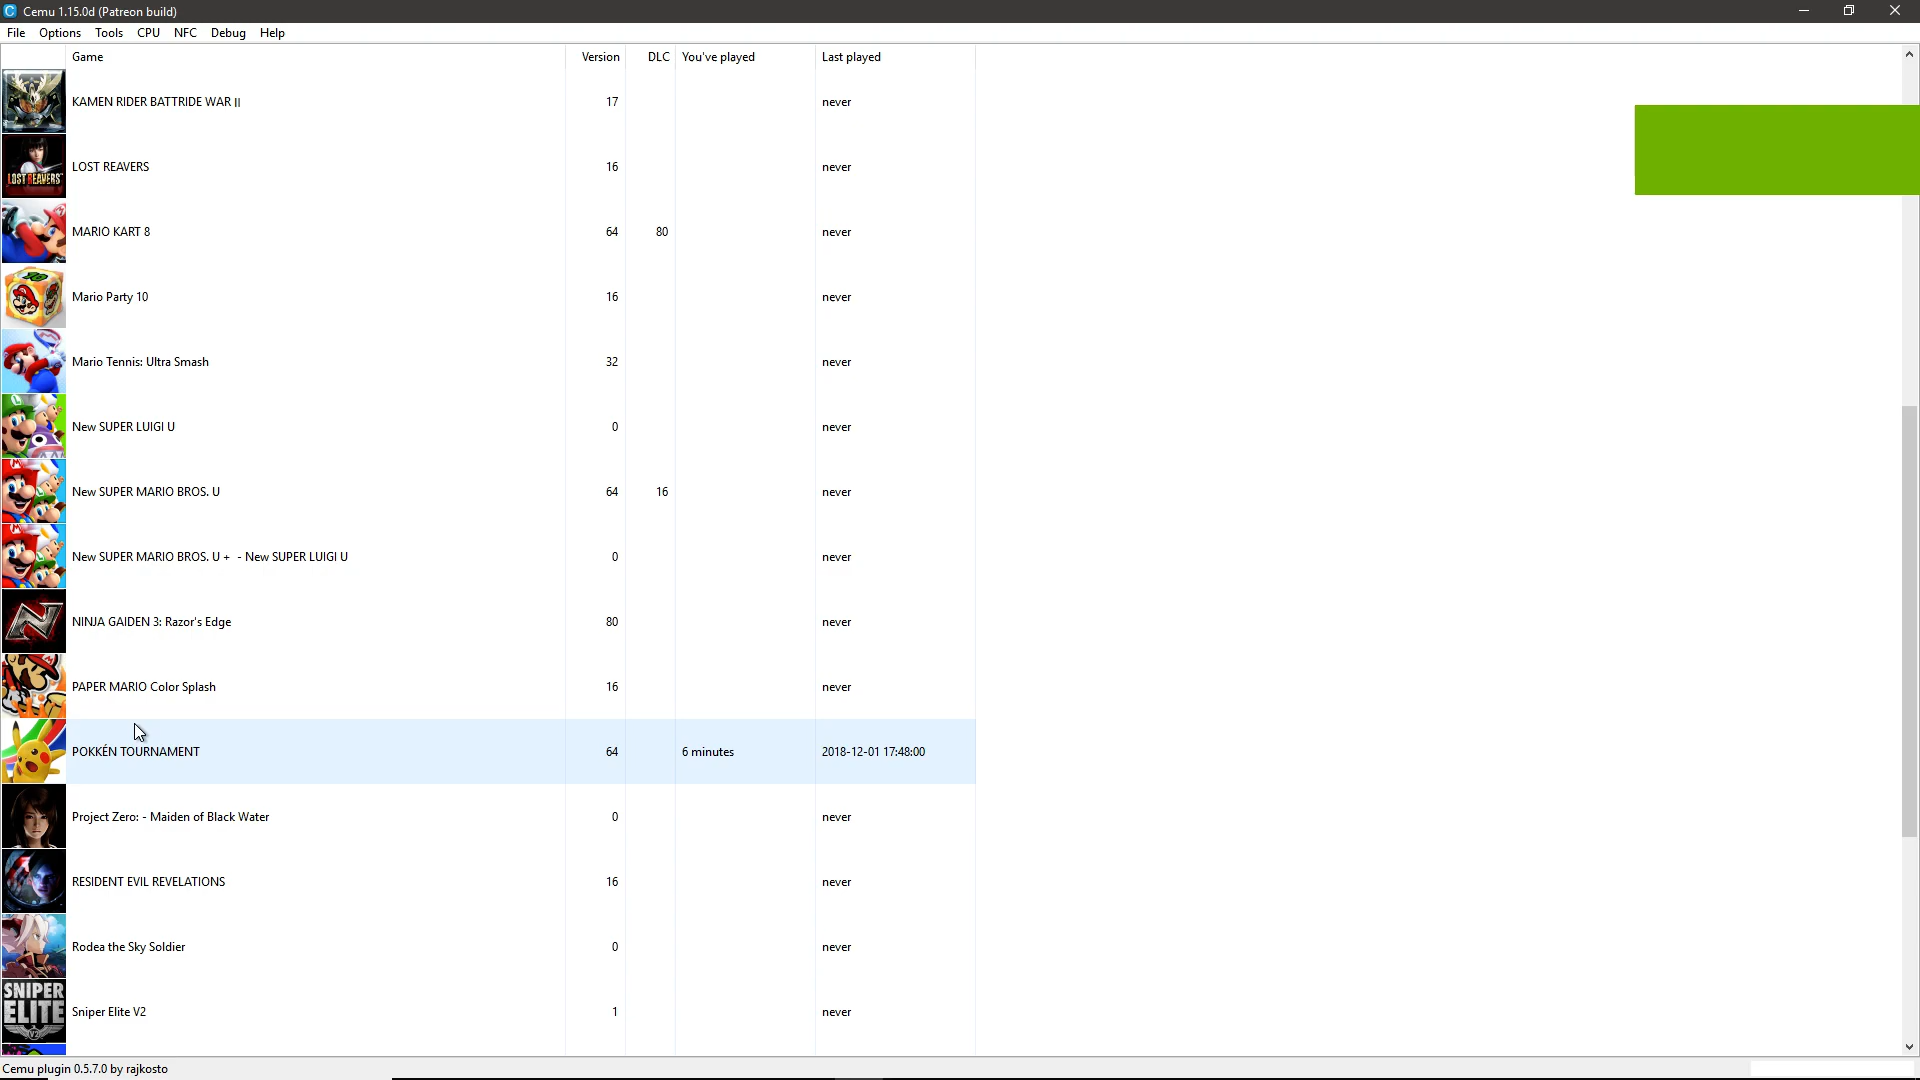 Cemu 1.15.0d (Patreon build)
File Options Tools CPU NFC Debug Help
Game Version DLC You've played Last played
KAMEN RIDER BATTRIDE WAR II 17 never
LOST REAVERS 16 never
LOST REAVERS
MARIO KART 8 64 80 never
Mario Party 10 16 never
Mario Tennis: Ultra Smash 32 never
New SUPER LUIGI U 0 never
New SUPER MARIO BROS. U 64 16 never
New SUPER MARIO BROS. U + - New SUPER LUIGI U 0 never
NINJA GAIDEN 3: Razor's Edge 80 never
PAPER MARIO Color Splash 16 never
POKKÉN TOURNAMENT 64 6 minutes 2018-12-01 17:48:00
Project Zero: - Maiden of Black Water 0 never
RESIDENT EVIL REVELATIONS 16 never
Rodea the Sky Soldier 0 never
SNIPER
ELITE
V2
Sniper Elite V2 1 never
Cemu plugin 0.5.7.0 by rajkosto